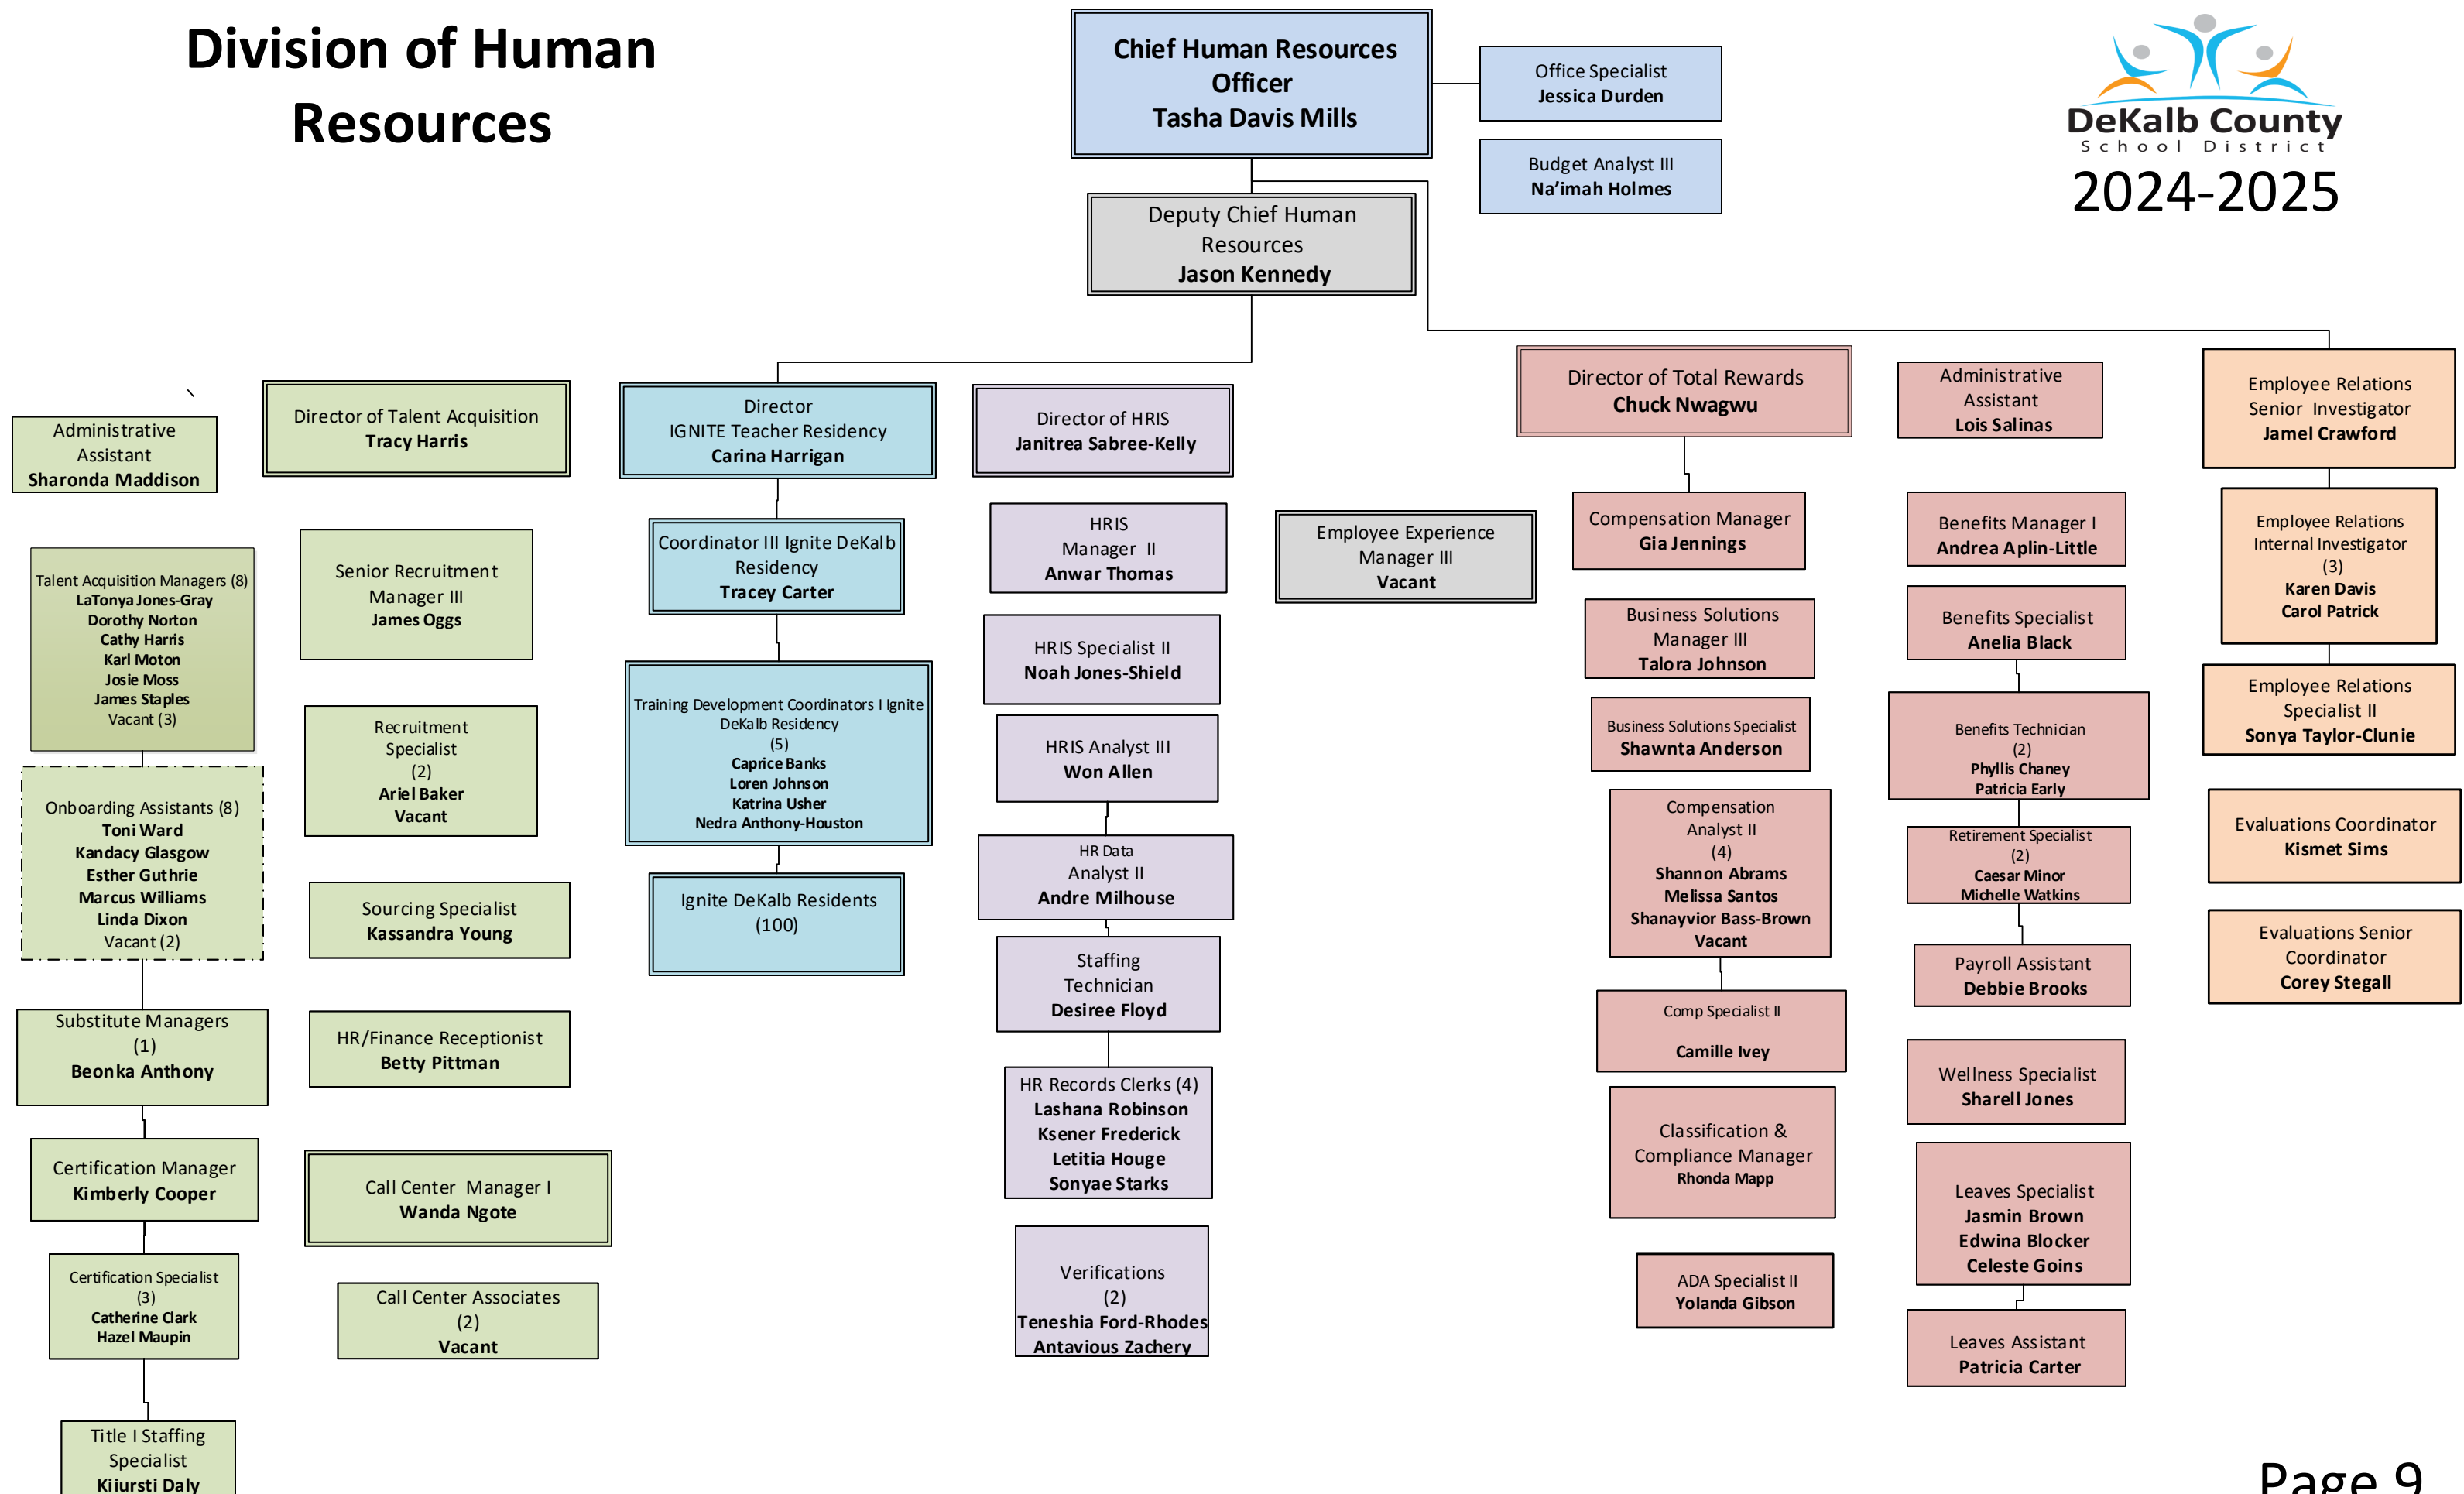 Division of Human
Resources
Chief Human Resources
Officer
Tasha Davis Mills
Office Specialist
Jessica Durden
Budget Analyst III
Na’imah Holmes
DeKalb County
School District
2024-2025
Deputy Chief Human
Resources
Jason Kennedy
Administrative
Assistant
Sharonda Maddison
Talent Acquisition Managers (8)
LaTonya Jones-Gray
Dorothy Norton
Cathy Harris
Karl Moton
Josie Moss
James Staples
Vacant (3)
Onboarding Assistants (8)
Toni Ward
Kandacy Glasgow
Esther Guthrie
Marcus Williams
Linda Dixon
Vacant (2)
Substitute Managers
(1)
Beonka Anthony
Certification Manager
Kimberly Cooper
Certification Specialist
(3)
Catherine Clark
Hazel Maupin
Title I Staffing
Specialist
Kiiursti Daly
Director of Talent Acquisition
Tracy Harris
Senior Recruitment
Manager III
James Oggs
Recruitment
Specialist
(2)
Ariel Baker
Vacant
Sourcing Specialist
Kassandra Young
HR/Finance Receptionist
Betty Pittman
Call Center Manager I
Wanda Ngote
Call Center Associates
(2)
Vacant
Director
IGNITE Teacher Residency
Carina Harrigan
Coordinator III Ignite DeKalb
Residency
Tracey Carter
Training Development Coordinators I Ignite
DeKalb Residency
(5)
Caprice Banks
Loren Johnson
Katrina Usher
Nedra Anthony-Houston
Ignite DeKalb Residents
(100)
Director of HRIS
Janitrea Sabree-Kelly
HRIS
Manager II
Anwar Thomas
HRIS Specialist II
Noah Jones-Shield
HRIS Analyst III
Won Allen
HR Data
Analyst II
Andre Milhouse
Staffing
Technician
Desiree Floyd
HR Records Clerks (4)
Lashana Robinson
Ksener Frederick
Letitia Houge
Sonyae Starks
Verifications
(2)
Teneshia Ford-Rhodes
Antavious Zachery
Employee Experience
Manager III
Vacant
Director of Total Rewards
Chuck Nwagwu
Compensation Manager
Gia Jennings
Business Solutions
Manager III
Talora Johnson
Business Solutions Specialist
Shawnta Anderson
Compensation
Analyst II
(4)
Shannon Abrams
Melissa Santos
Shanayvior Bass-Brown
Vacant
Comp Specialist II
Camille Ivey
Classification &
Compliance Manager
Rhonda Mapp
ADA Specialist II
Yolanda Gibson
Administrative
Assistant
Lois Salinas
Benefits Manager I
Andrea Aplin-Little
Benefits Specialist
Anelia Black
Benefits Technician
(2)
Phyllis Chaney
Patricia Early
Retirement Specialist
(2)
Caesar Minor
Michelle Watkins
Payroll Assistant
Debbie Brooks
Wellness Specialist
Sharell Jones
Leaves Specialist
Jasmin Brown
Edwina Blocker
Celeste Goins
Leaves Assistant
Patricia Carter
Employee Relations
Senior Investigator
Jamel Crawford
Employee Relations
Internal Investigator
(3)
Karen Davis
Carol Patrick
Employee Relations
Specialist II
Sonya Taylor-Clunie
Evaluations Coordinator
Kismet Sims
Evaluations Senior
Coordinator
Corey Stegall
Page 9